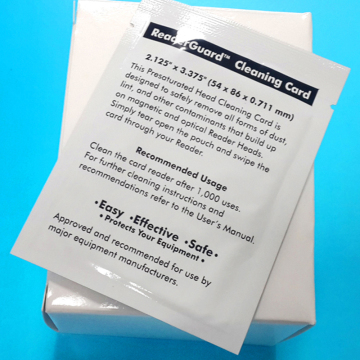 ReaderGuard™ Cleaning Card
2.125" x 3.375" (54 x 86 x 0.711 mm)
This Presaturated Head Cleaning Card is
designed to safely remove all forms of dust,
lint, and other contaminants that build up
on magnetic and optical Reader Heads.
Simply tear open the pouch and swipe the
card through your Reader.
Recommended Usage
Clean the card reader after 1,000 uses.
For further cleaning instructions and
recommendations refer to the User's Manual.
•Easy •Effective •Safe•
• Protects Your Equipment •
Approved and recommended for use by
major equipment manufacturers.